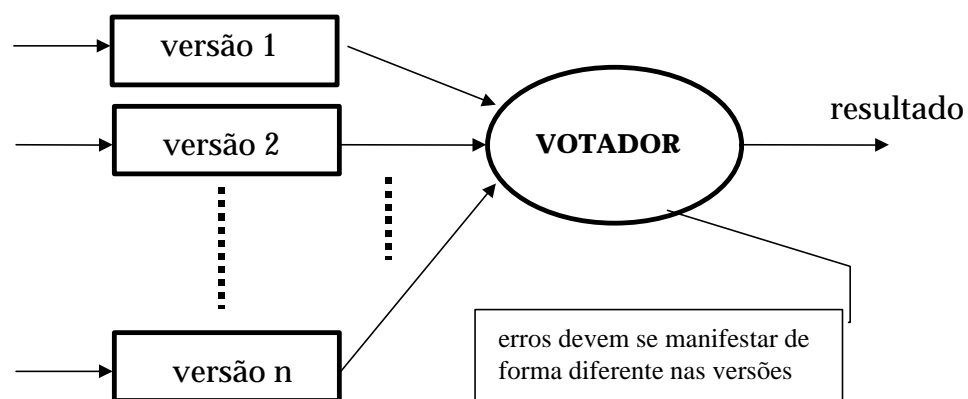 versão 1
versão 2
versão n
VOTADOR
resultado
erros devem se manifestar de
forma diferente nas versões